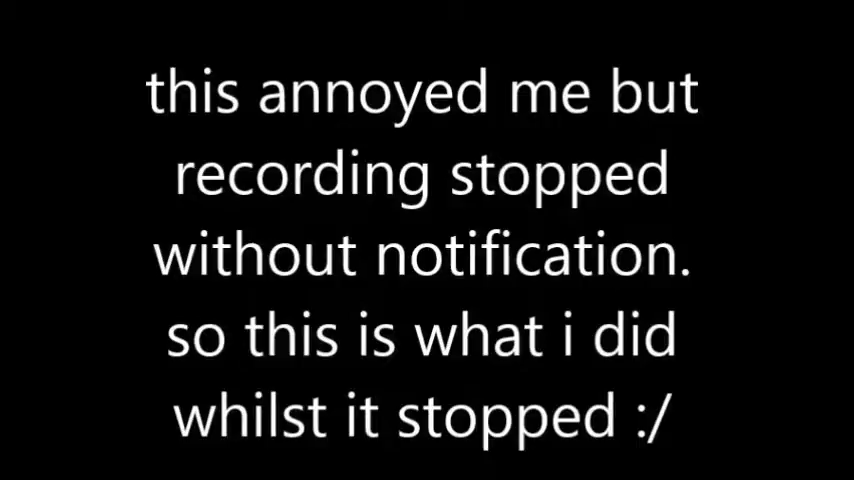 this annoyed me but
recording stopped
without notification.
so this is what i did
whilst it stopped :/